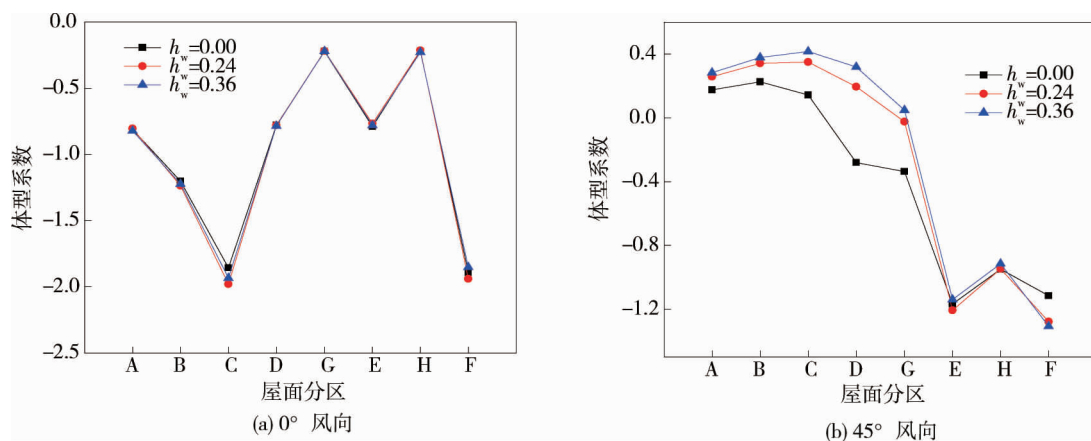 0.0
−0.5
−1.0
−1.5
−2.0
−2.5
体型系数
h_w=0.00
h_w=0.24
h_w=0.36
A B C D G E H F
屋面分区
(a) 0° 风向
0.4
0.0
−0.4
−0.8
−1.2
体型系数
h_w=0.00
h_w=0.24
h_w=0.36
A B C D G E H F
屋面分区
(b) 45° 风向